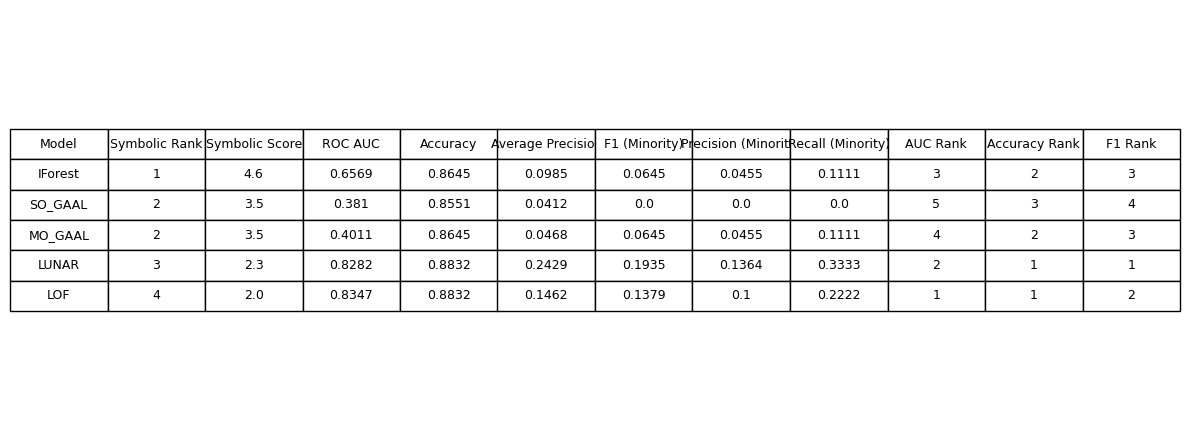 Model Symbolic Rank Symbolic Score ROC AUC Accuracy Average Precisio F1 (Minority) Precision (Minorit Recall (Minority) AUC Rank Accuracy Rank F1 Rank
IForest 1 4.6 0.6569 0.8645 0.0985 0.0645 0.0455 0.1111 3 2 3
SO_GAAL 2 3.5 0.381 0.8551 0.0412 0.0 0.0 0.0 5 3 4
MO_GAAL 2 3.5 0.4011 0.8645 0.0468 0.0645 0.0455 0.1111 4 2 3
LUNAR 3 2.3 0.8282 0.8832 0.2429 0.1935 0.1364 0.3333 2 1 1
LOF 4 2.0 0.8347 0.8832 0.1462 0.1379 0.1 0.2222 1 1 2